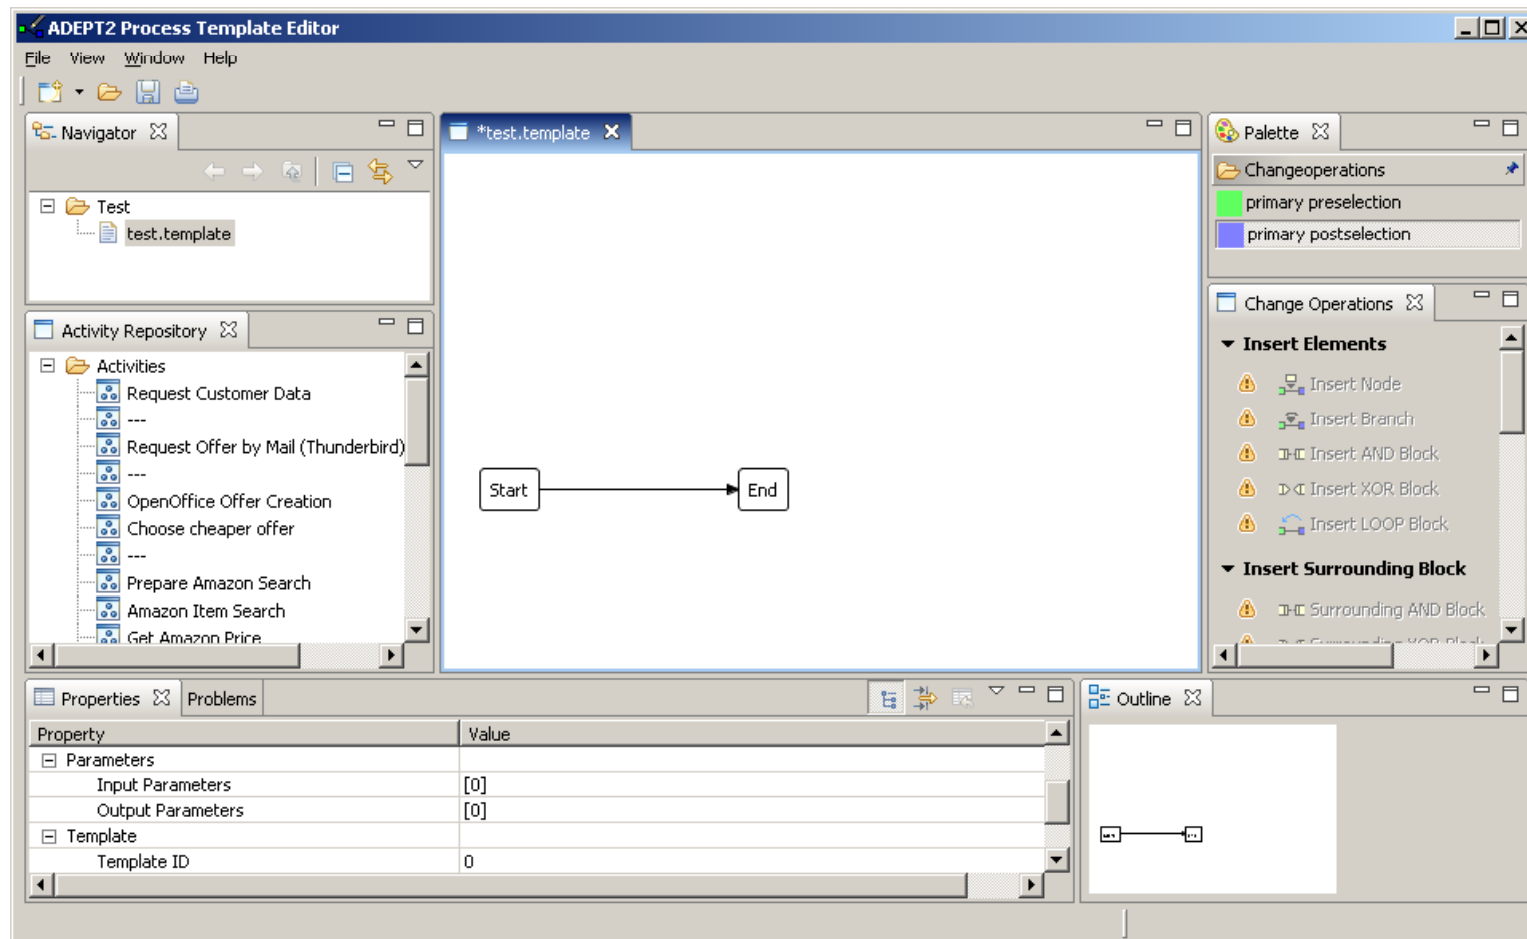 ADEPT2 Process Template Editor
File View Window Help
Navigator
Test
test.template
Activity Repository
Activities
Request Customer Data
---
Request Offer by Mail (Thunderbird)
---
OpenOffice Offer Creation
Choose cheaper offer
---
Prepare Amazon Search
Amazon Item Search
Get Amazon Price
*test.template
Start
End
Palette
Changeoperations
primary preselection
primary postselection
Change Operations
Insert Elements
Insert Node
Insert Branch
Insert AND Block
Insert XOR Block
Insert LOOP Block
Insert Surrounding Block
Surrounding AND Block
Surrounding XOR Block
Properties Problems
Property Value
Parameters
Input Parameters [0]
Output Parameters [0]
Template
Template ID 0
Outline